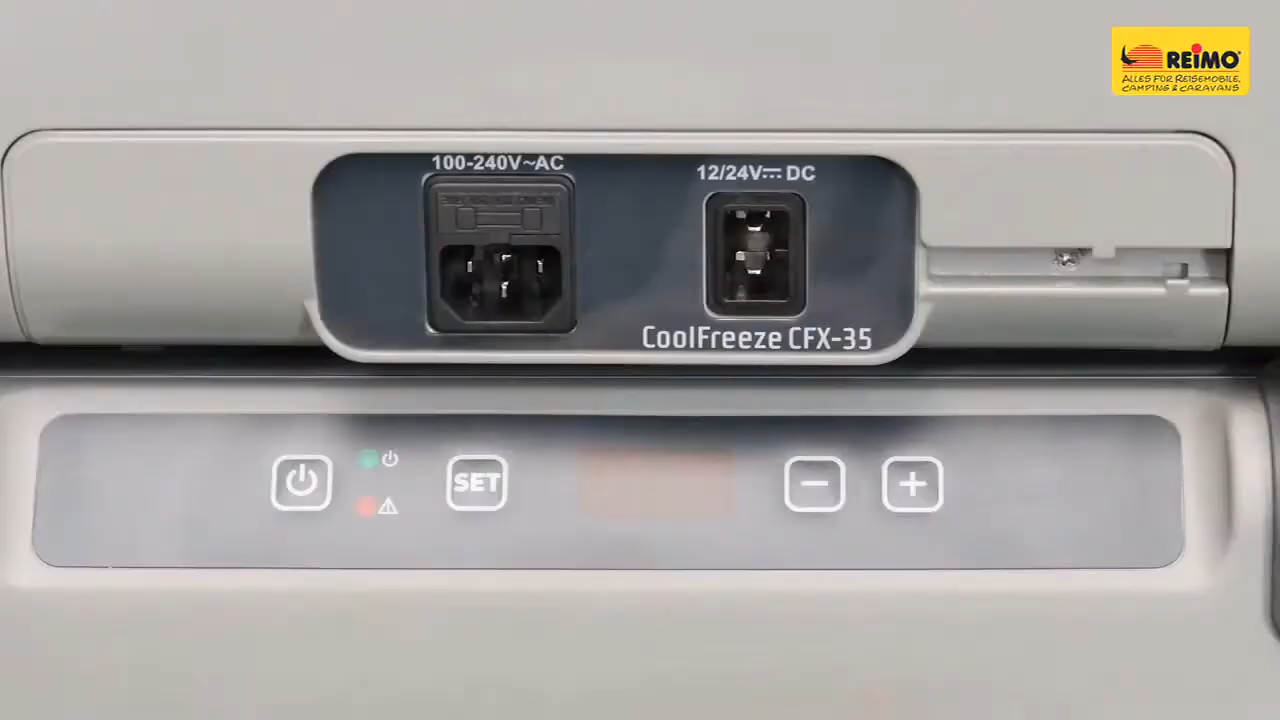 REIMO
ALLES FÜR REISEMOBILE,
CAMPING & CARAVANS
100-240V~AC
12/24V⎓DC
CoolFreeze CFX-35
SET